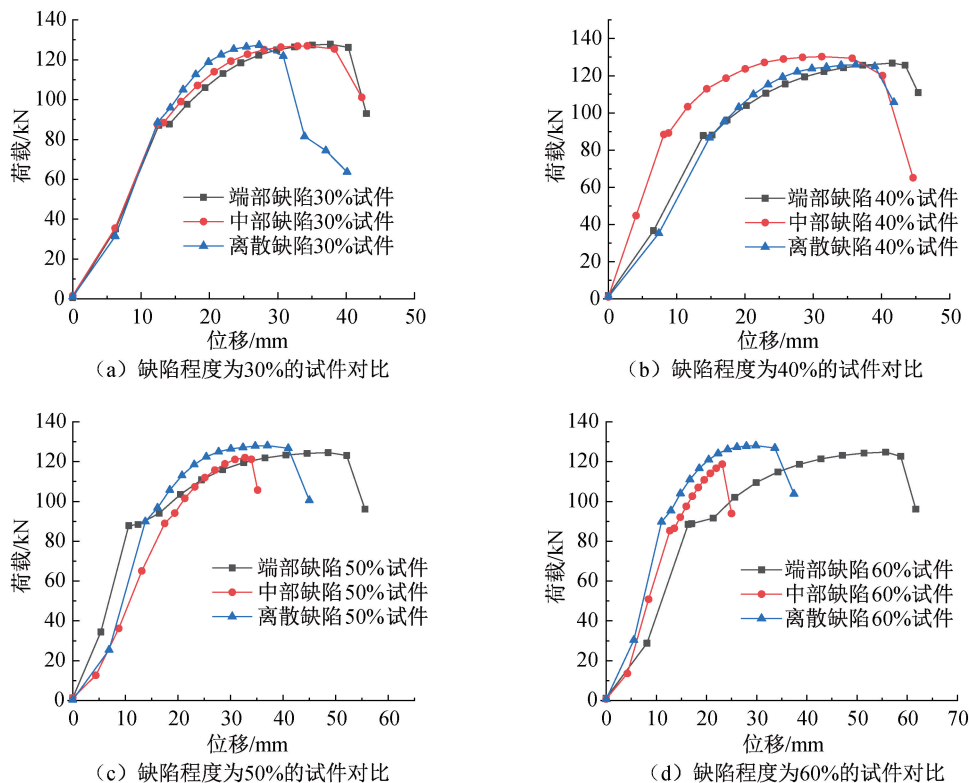 140
120
100
80
60
40
20
0
荷载/kN
端部缺陷30%试件
中部缺陷30%试件
离散缺陷30%试件
0 10 20 30 40 50
位移/mm
（a）缺陷程度为30%的试件对比
140
120
100
80
60
40
20
0
荷载/kN
端部缺陷40%试件
中部缺陷40%试件
离散缺陷40%试件
0 10 20 30 40 50
位移/mm
（b）缺陷程度为40%的试件对比
140
120
100
80
60
40
20
0
荷载/kN
端部缺陷50%试件
中部缺陷50%试件
离散缺陷50%试件
0 10 20 30 40 50 60
位移/mm
（c）缺陷程度为50%的试件对比
140
120
100
80
60
40
20
0
荷载/kN
端部缺陷60%试件
中部缺陷60%试件
离散缺陷60%试件
0 10 20 30 40 50 60 70
位移/mm
（d）缺陷程度为60%的试件对比